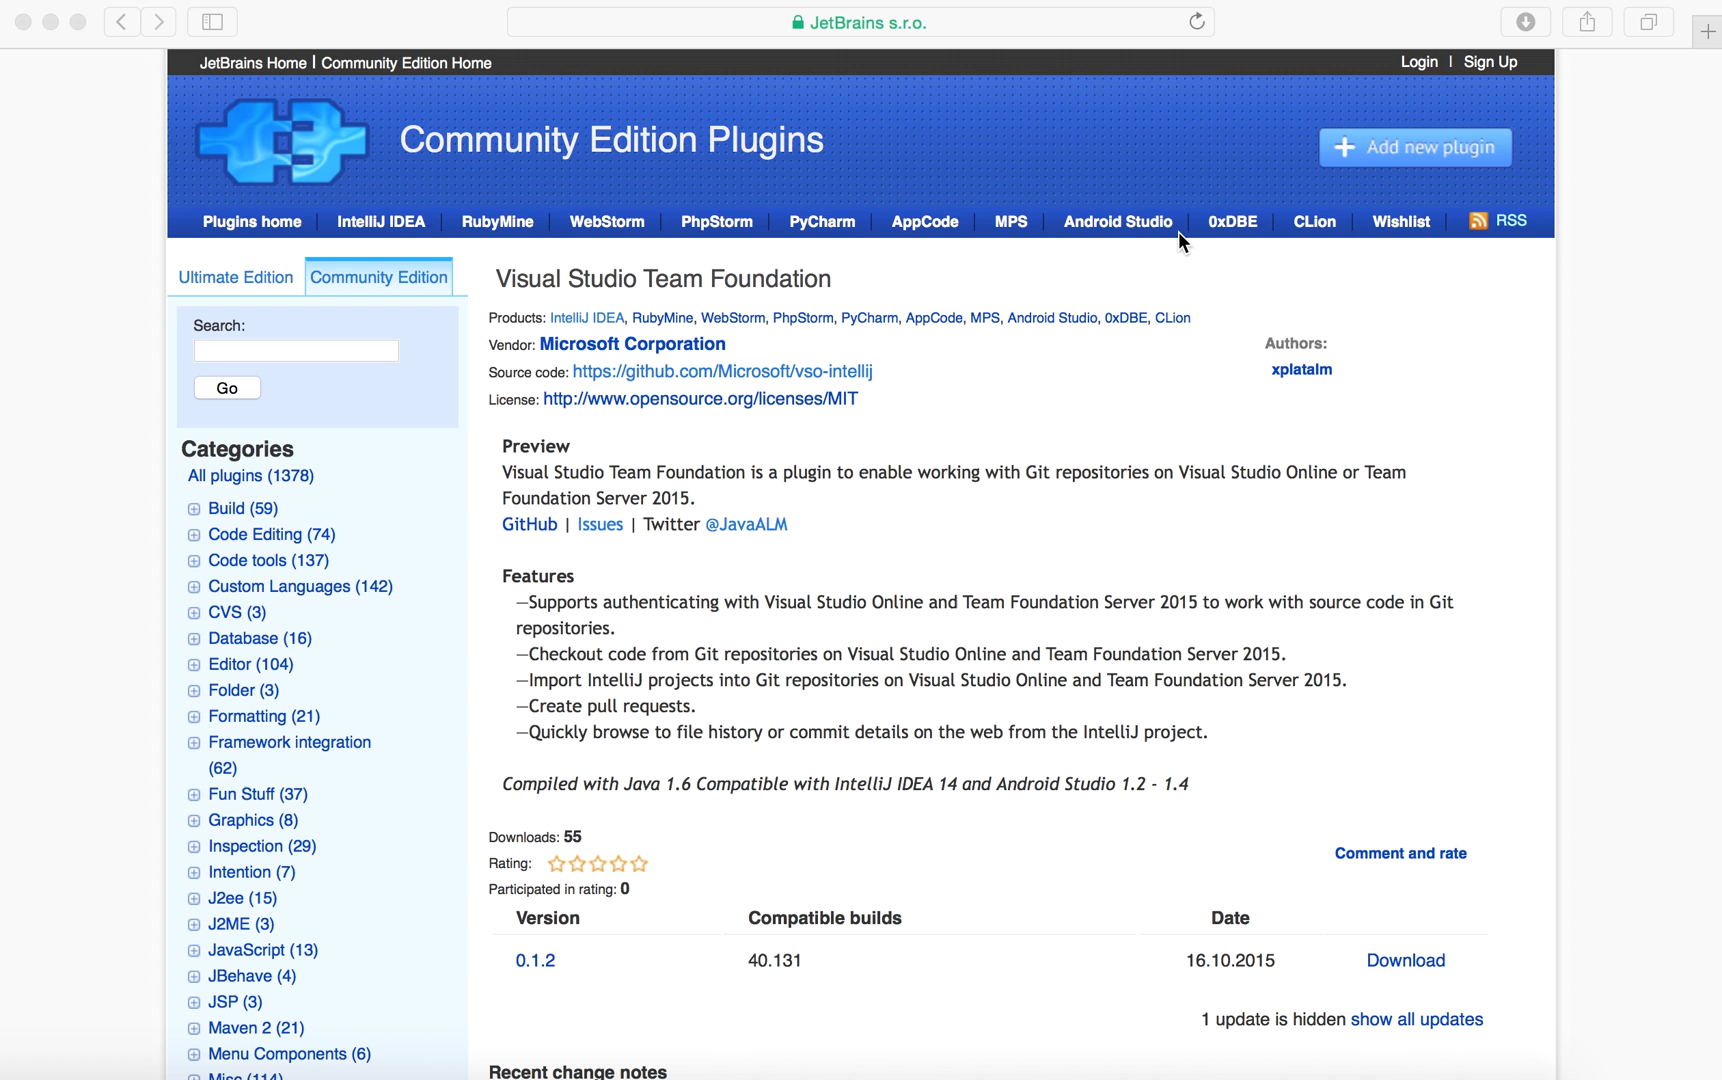 JetBrains s.r.o.
JetBrains Home | Community Edition Home
Login | Sign Up
Community Edition Plugins
+ Add new plugin
Plugins home | IntelliJ IDEA | RubyMine | WebStorm | PhpStorm | PyCharm | AppCode | MPS | Android Studio | 0xDBE | CLion | Wishlist | RSS
Ultimate Edition Community Edition
Search:
Go
Categories
All plugins (1378)
Build (59)
Code Editing (74)
Code tools (137)
Custom Languages (142)
CVS (3)
Database (16)
Editor (104)
Folder (3)
Formatting (21)
Framework integration
(62)
Fun Stuff (37)
Graphics (8)
Inspection (29)
Intention (7)
J2ee (15)
J2ME (3)
JavaScript (13)
JBehave (4)
JSP (3)
Maven 2 (21)
Menu Components (6)
Misc (114)
Visual Studio Team Foundation
Products: IntelliJ IDEA, RubyMine, WebStorm, PhpStorm, PyCharm, AppCode, MPS, Android Studio, 0xDBE, CLion
Vendor: Microsoft Corporation
Source code: https://github.com/Microsoft/vso-intellij
License: http://www.opensource.org/licenses/MIT
Authors:
xplatalm
Preview
Visual Studio Team Foundation is a plugin to enable working with Git repositories on Visual Studio Online or Team
Foundation Server 2015.
GitHub | Issues | Twitter @JavaALM
Features
—Supports authenticating with Visual Studio Online and Team Foundation Server 2015 to work with source code in Git
repositories.
—Checkout code from Git repositories on Visual Studio Online and Team Foundation Server 2015.
—Import IntelliJ projects into Git repositories on Visual Studio Online and Team Foundation Server 2015.
—Create pull requests.
—Quickly browse to file history or commit details on the web from the IntelliJ project.
Compiled with Java 1.6 Compatible with IntelliJ IDEA 14 and Android Studio 1.2 - 1.4
Downloads: 55
Rating:
Participated in rating: 0
Comment and rate
Version Compatible builds Date
0.1.2 40.131 16.10.2015 Download
1 update is hidden show all updates
Recent change notes